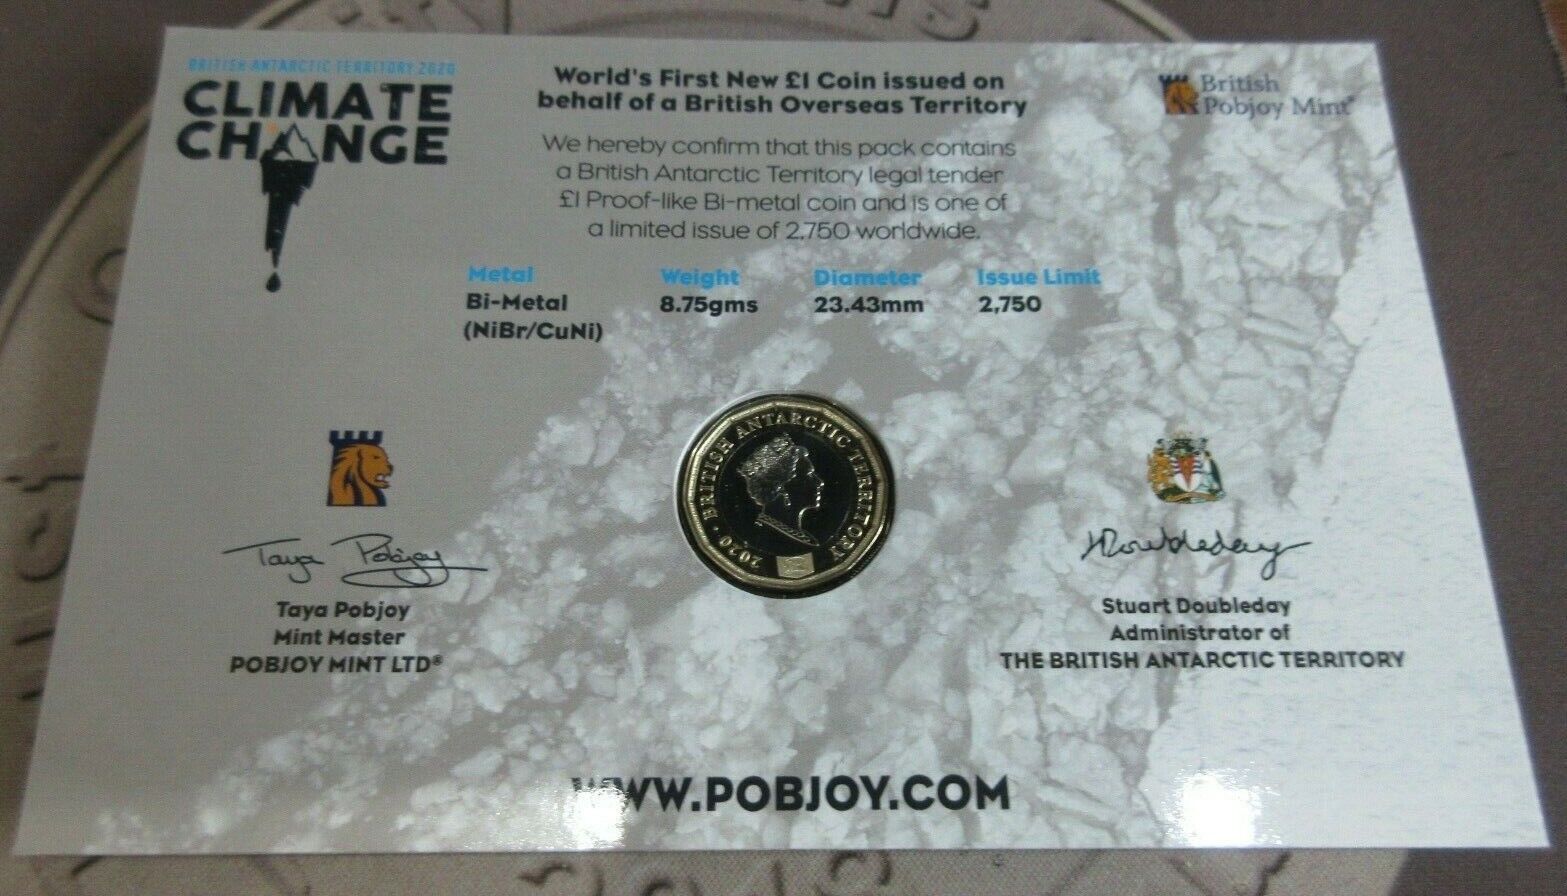 BRITISH ANTARCTIC TERRITORY 2020
CLIMATE
CHANGE
World's First New £1 Coin issued on
behalf of a British Overseas Territory
British
Pobjoy Mint
We hereby confirm that this pack contains
a British Antarctic Territory legal tender
£1 Proof-like Bi-metal coin and is one of
a limited issue of 2,750 worldwide.
Metal Weight Diameter Issue Limit
Bi-Metal 8.75gms 23.43mm 2,750
(NiBr/CuNi)
BRITISH ANTARCTIC TERRITORY
2020
Taya Pobjoy
Doubleday
Taya Pobjoy
Mint Master
POBJOY MINT LTD®
Stuart Doubleday
Administrator of
THE BRITISH ANTARCTIC TERRITORY
WWW.POBJOY.COM